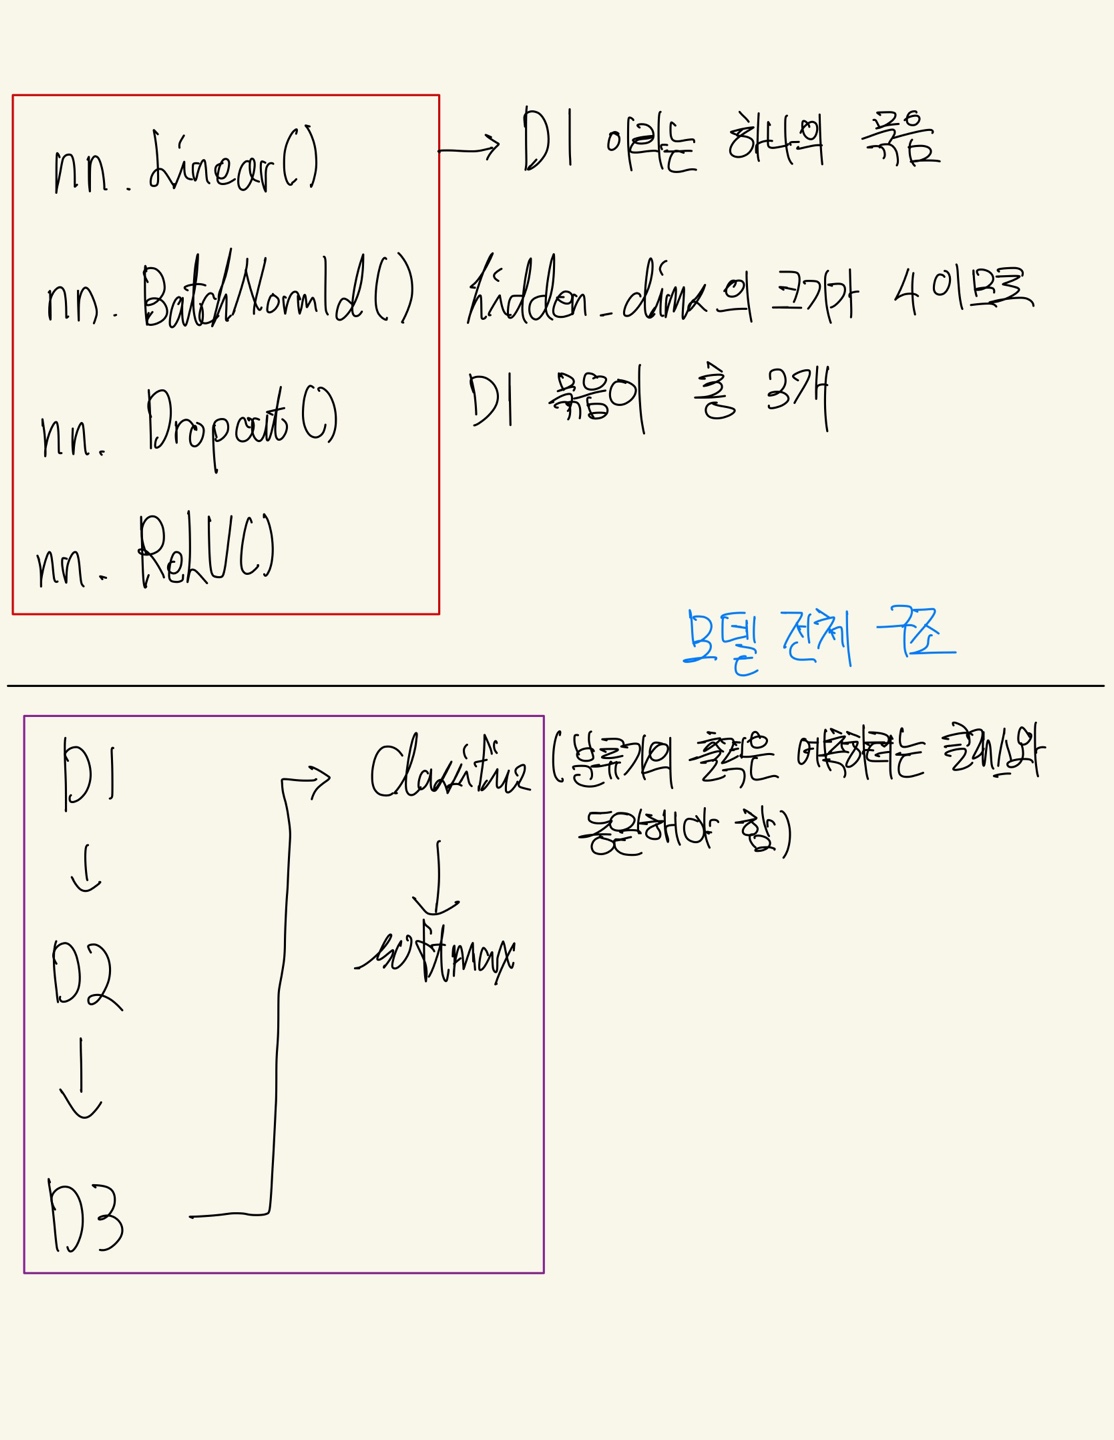 nn. Linear() → D1 이라는 하나의 묶음
nn. BatchNorm1d() hidden_dims의 크기가 4이므로
D1 묶음이 총 3개
nn. Dropout()
nn. ReLU()
모델 전체 구조
D1 → Classifier (분류기의 출력은 예측하려는 클래스와
동일해야 함)
↓ ↓
D2 softmax
↓
D3